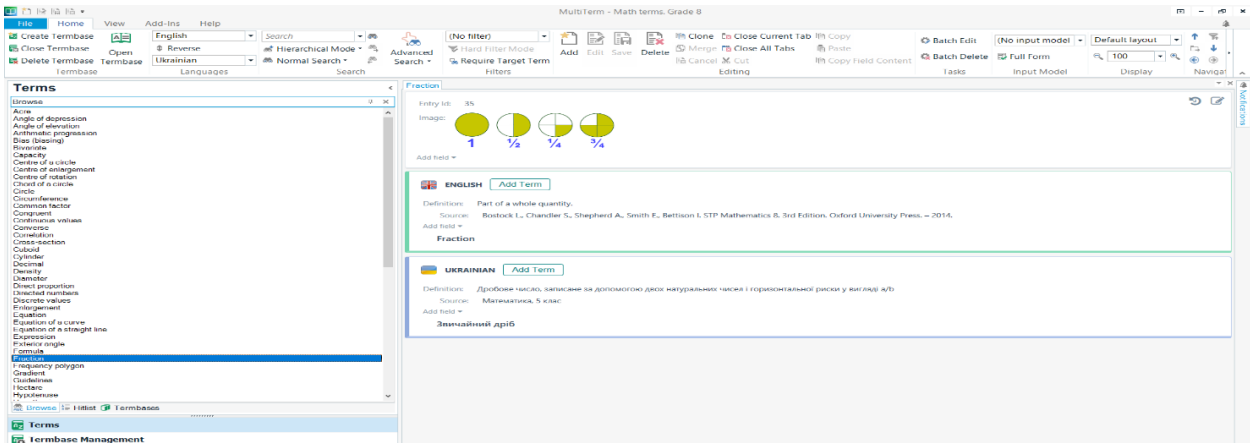 MultiTerm - Math terms. Grade 8
File Home View Add-Ins Help
Create Termbase
Close Termbase
Delete Termbase
Open Termbase
Termbase
English
Reverse
Ukrainian
Languages
Search
Hierarchical Mode
Normal Search
Advanced Search
Search
(No filter)
Hard Filter Mode
Require Target Term
Filters
Add Edit Save Delete
Clone Close Current Tab Copy
Merge Close All Tabs Paste
Cancel Cut Copy Field Content
Editing
Batch Edit
Batch Delete
Tasks
(No input model)
Full Form
Input Model
Default layout
100
Display
Navigat
Terms
Browse
Acre
Angle of depression
Angle of elevation
Arithmetic progression
Bias (biasing)
Bivariate
Capacity
Centre of a circle
Centre of enlargement
Centre of rotation
Chord of a circle
Circle
Circumference
Common factor
Congruent
Continuous values
Converse
Correlation
Cross-section
Cuboid
Cylinder
Decimal
Density
Diameter
Direct proportion
Directed numbers
Discrete values
Enlargement
Equation
Equation of a curve
Equation of a straight line
Expression
Exterior angle
Formula
Fraction
Frequency polygon
Gradient
Guidelines
Hectare
Hypotenuse
Browse Hitlist Termbases
Terms
Termbase Management
Fraction
Entry Id: 35
Image:
1 ½ ¼ ¾
Add field
ENGLISH Add Term
Definition: Part of a whole quantity.
Source: Bostock L., Chandler S., Shepherd A., Smith E., Bettison I. STP Mathematics 8. 3rd Edition. Oxford University Press. – 2014.
Add field
Fraction
UKRAINIAN Add Term
Definition: Дробове число, записане за допомогою двох натуральних чисел і горизонтальної риски у вигляді a/b
Source: Математика, 5 клас
Add field
Звичайний дріб
Notifications